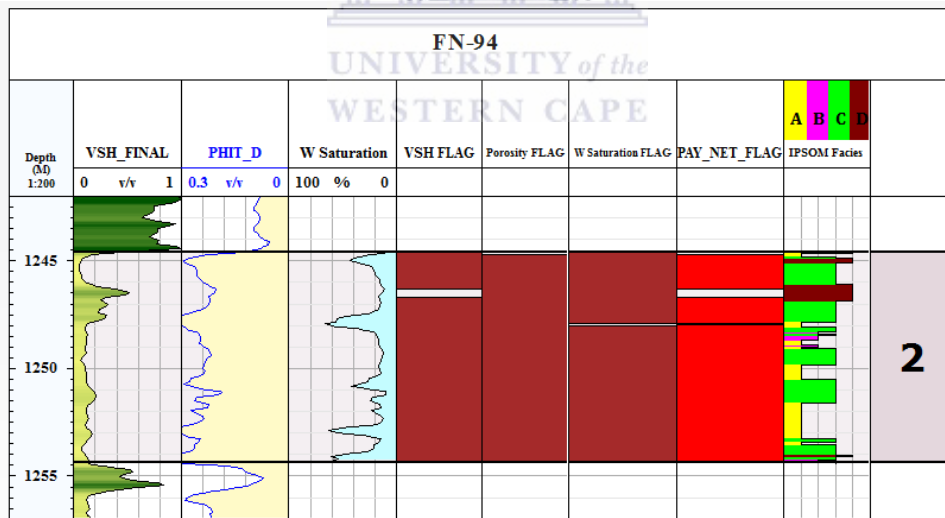 FN-94
UNIVERSITY of the
WESTERN CAPE
Depth
(M)
1:200
VSH_FINAL
0 v/v 1
PHIT_D
0.3 v/v 0
W Saturation
100 % 0
VSH FLAG
Porosity FLAG
W Saturation FLAG
PAY_NET_FLAG
A B C D
IPSOM Facies
1245
1250
1255
2